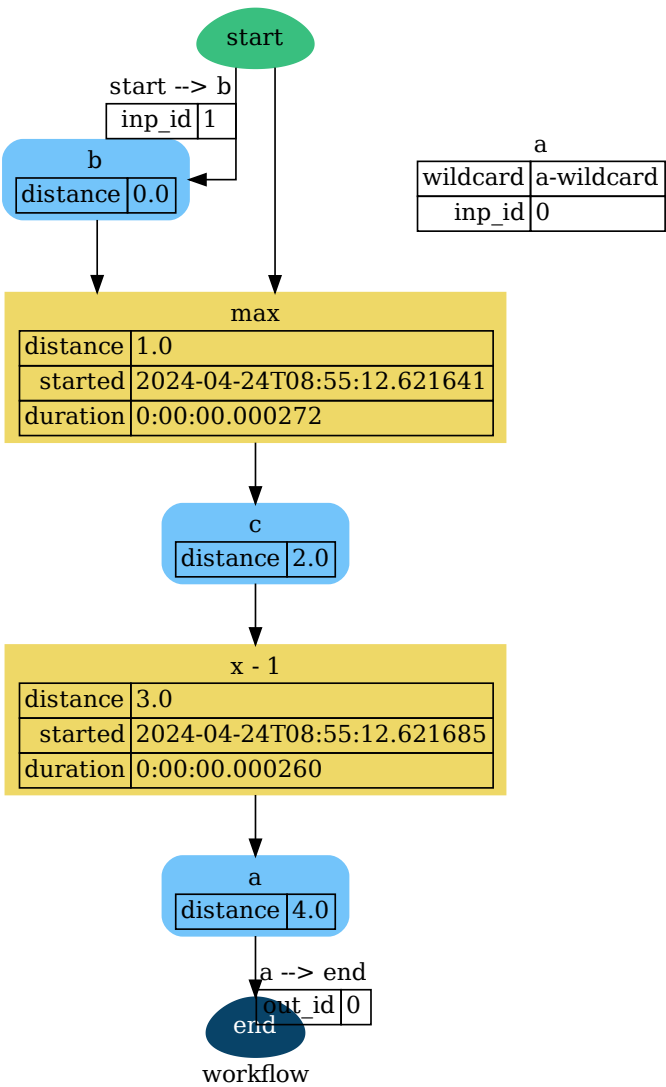 start
start --> b
inp_id 1
b
distance 0.0
a
wildcard a-wildcard
inp_id 0
max
distance 1.0
started 2024-04-24T08:55:12.621641
duration 0:00:00.000272
c
distance 2.0
x - 1
distance 3.0
started 2024-04-24T08:55:12.621685
duration 0:00:00.000260
a
distance 4.0
a --> end
out_id 0
end
workflow